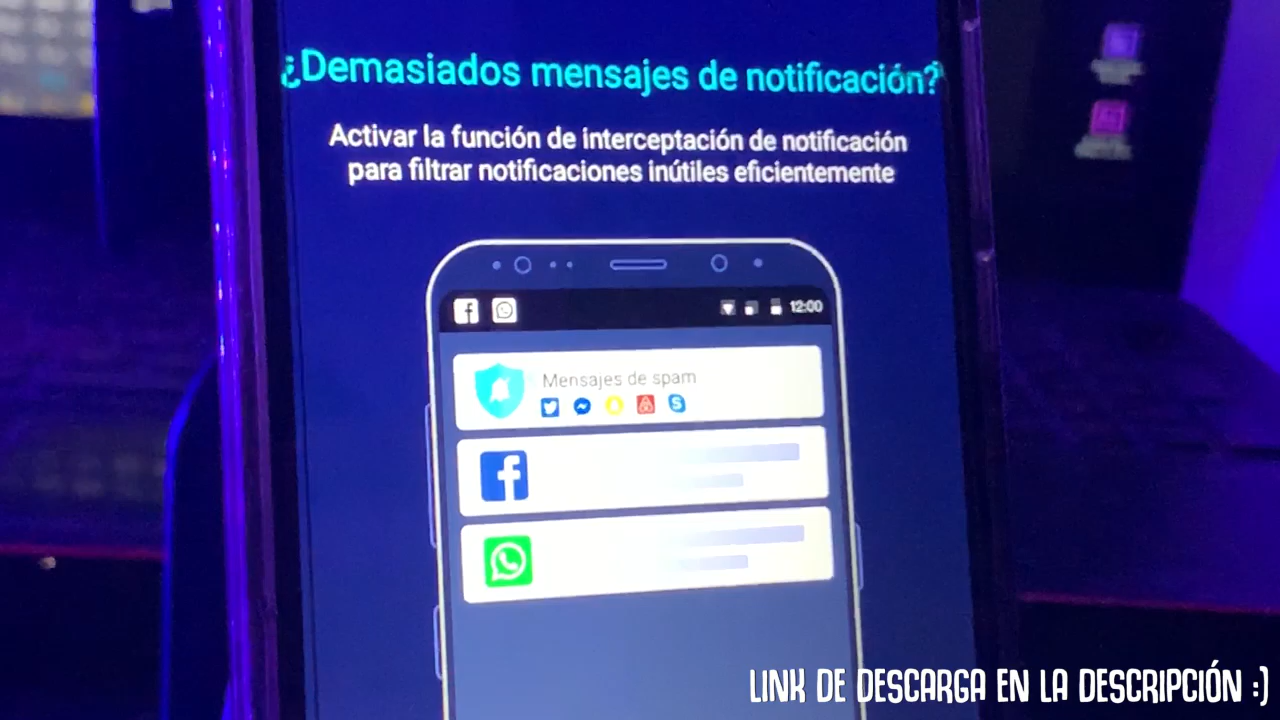 ¿Demasiados mensajes de notificación?
Activar la función de interceptación de notificación
para filtrar notificaciones inútiles eficientemente
12:00
Mensajes de spam
LINK DE DESCARGA EN LA DESCRIPCIÓN :)